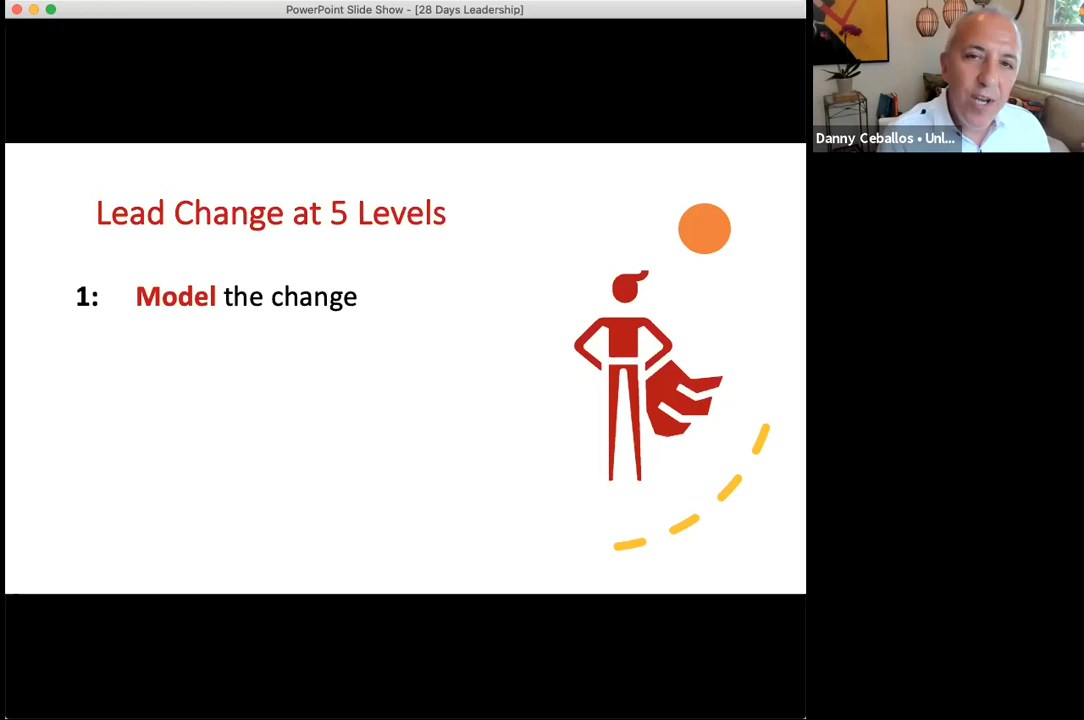 PowerPoint Slide Show - [28 Days Leadership]
Danny Ceballos • Unl...
Lead Change at 5 Levels
1: Model the change